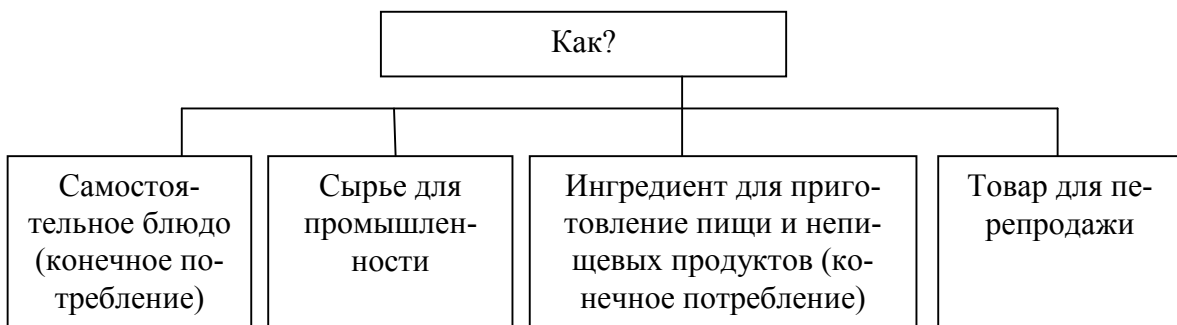 Как?
Самостоя-
тельное блюдо
(конечное по-
требление)
Сырье для
промышлен-
ности
Ингредиент для приго-
товление пищи и непи-
щевых продуктов (ко-
нечное потребление)
Товар для пе-
репродажи